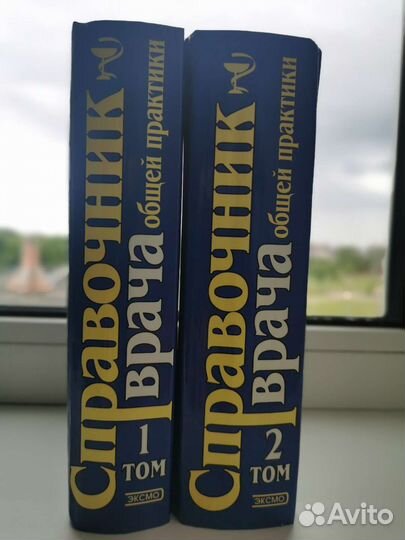 Справочник
врача
общей практики
1
ТОМ
ЭКСМО
Справочник
врача
общей практики
2
ТОМ
ЭКСМО
Avito